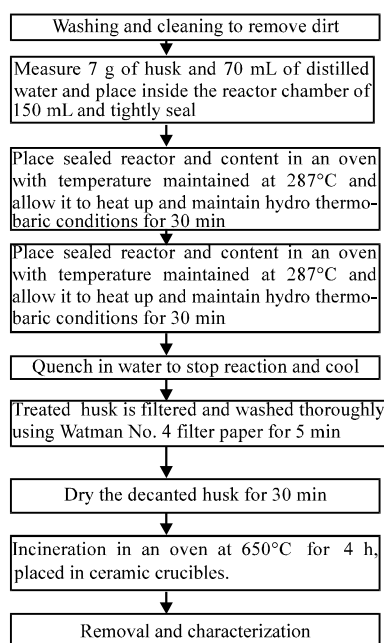 Washing and cleaning to remove dirt
Measure 7 g of husk and 70 mL of distilled
water and place inside the reactor chamber of
150 mL and tightly seal
Place sealed reactor and content in an oven
with temperature maintained at 287°C and
allow it to heat up and maintain hydro thermo-
baric conditions for 30 min
Place sealed reactor and content in an oven
with temperature maintained at 287°C and
allow it to heat up and maintain hydro thermo-
baric conditions for 30 min
Quench in water to stop reaction and cool
Treated husk is filtered and washed thoroughly
using Watman No. 4 filter paper for 5 min
Dry the decanted husk for 30 min
Incineration in an oven at 650°C for 4 h,
placed in ceramic crucibles.
Removal and characterization